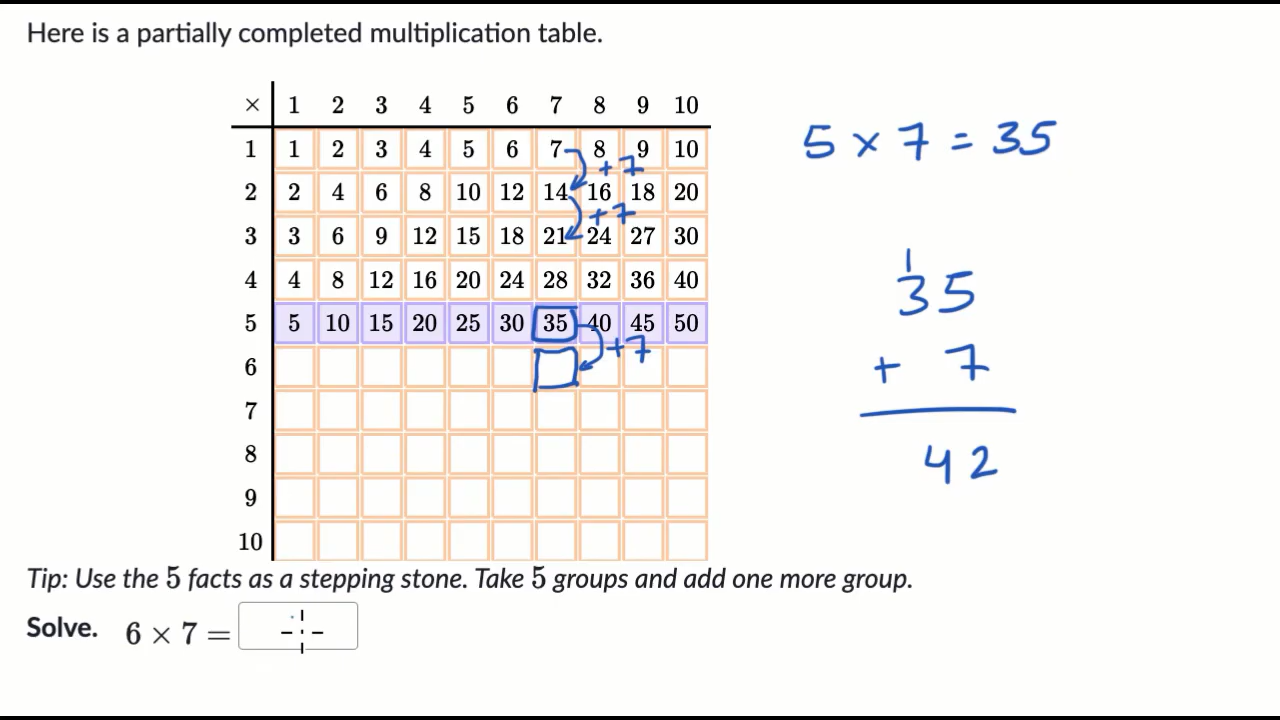 Here is a partially completed multiplication table.
× 1 2 3 4 5 6 7 8 9 10
1 1 2 3 4 5 6 7 8 9 10
+7
2 2 4 6 8 10 12 14 16 18 20
+7
3 3 6 9 12 15 18 21 24 27 30
4 4 8 12 16 20 24 28 32 36 40
5 5 10 15 20 25 30 35 40 45 50
+7
6
7
8
9
10
5 × 7 = 35
1
35
+ 7
42
Tip: Use the 5 facts as a stepping stone. Take 5 groups and add one more group.
Solve. 6 × 7 =